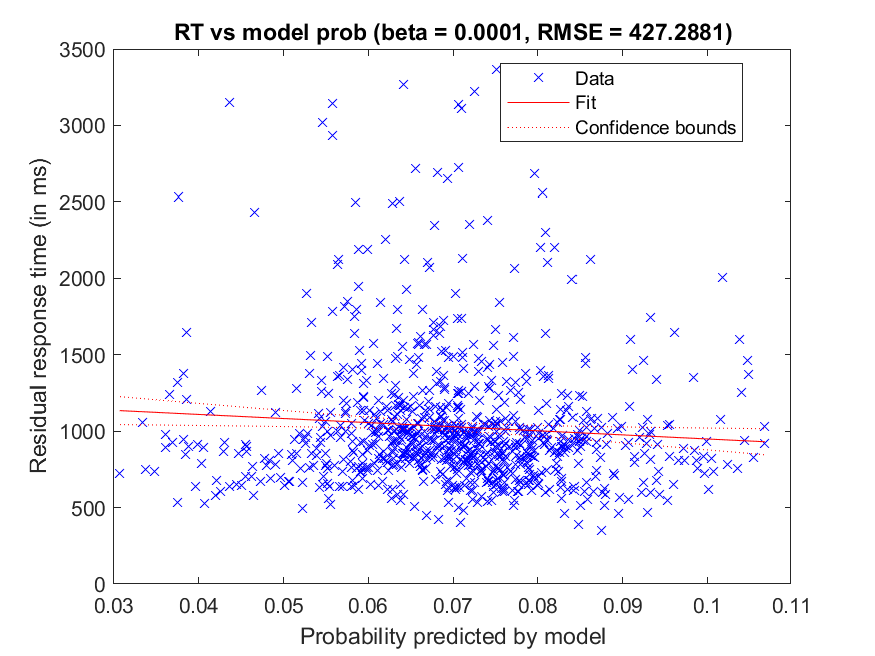 RT vs model prob (beta = 0.0001, RMSE = 427.2881)
3500
3000
2500
2000
1500
1000
500
0
Residual response time (in ms)
Data
Fit
Confidence bounds
0.03 0.04 0.05 0.06 0.07 0.08 0.09 0.1 0.11
Probability predicted by model